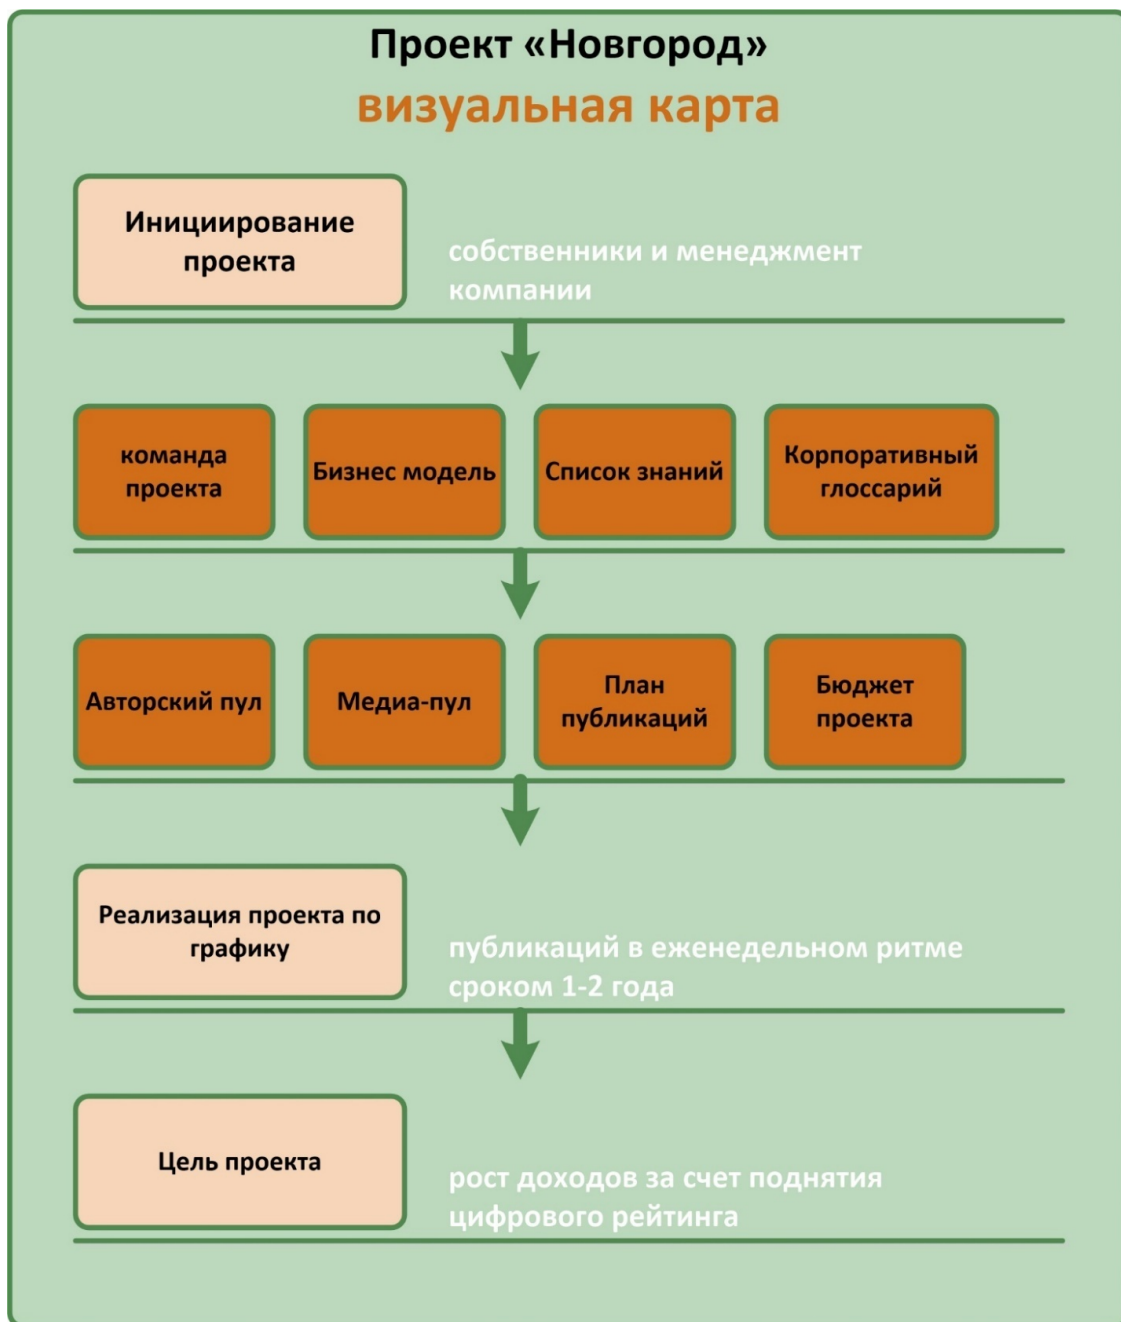 Проект «Новгород»
визуальная карта
Инициирование
проекта
собственники и менеджмент
компании
команда
проекта
Бизнес модель
Список знаний
Корпоративный
глоссарий
Авторский пул
Медиа-пул
План
публикаций
Бюджет
проекта
Реализация проекта по
графику
публикаций в еженедельном ритме
сроком 1-2 года
Цель проекта
рост доходов за счет поднятия
цифрового рейтинга